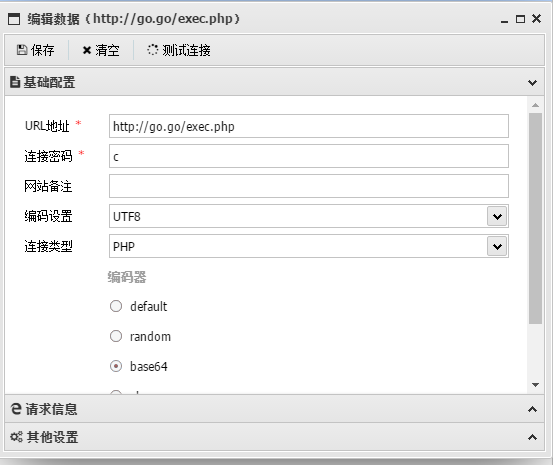 编辑数据 (http://go.go/exec.php)
保存 清空 测试连接
基础配置
URL地址 * http://go.go/exec.php
连接密码 * c
网站备注
编码设置 UTF8
连接类型 PHP
编码器
default
random
base64
请求信息
其他设置